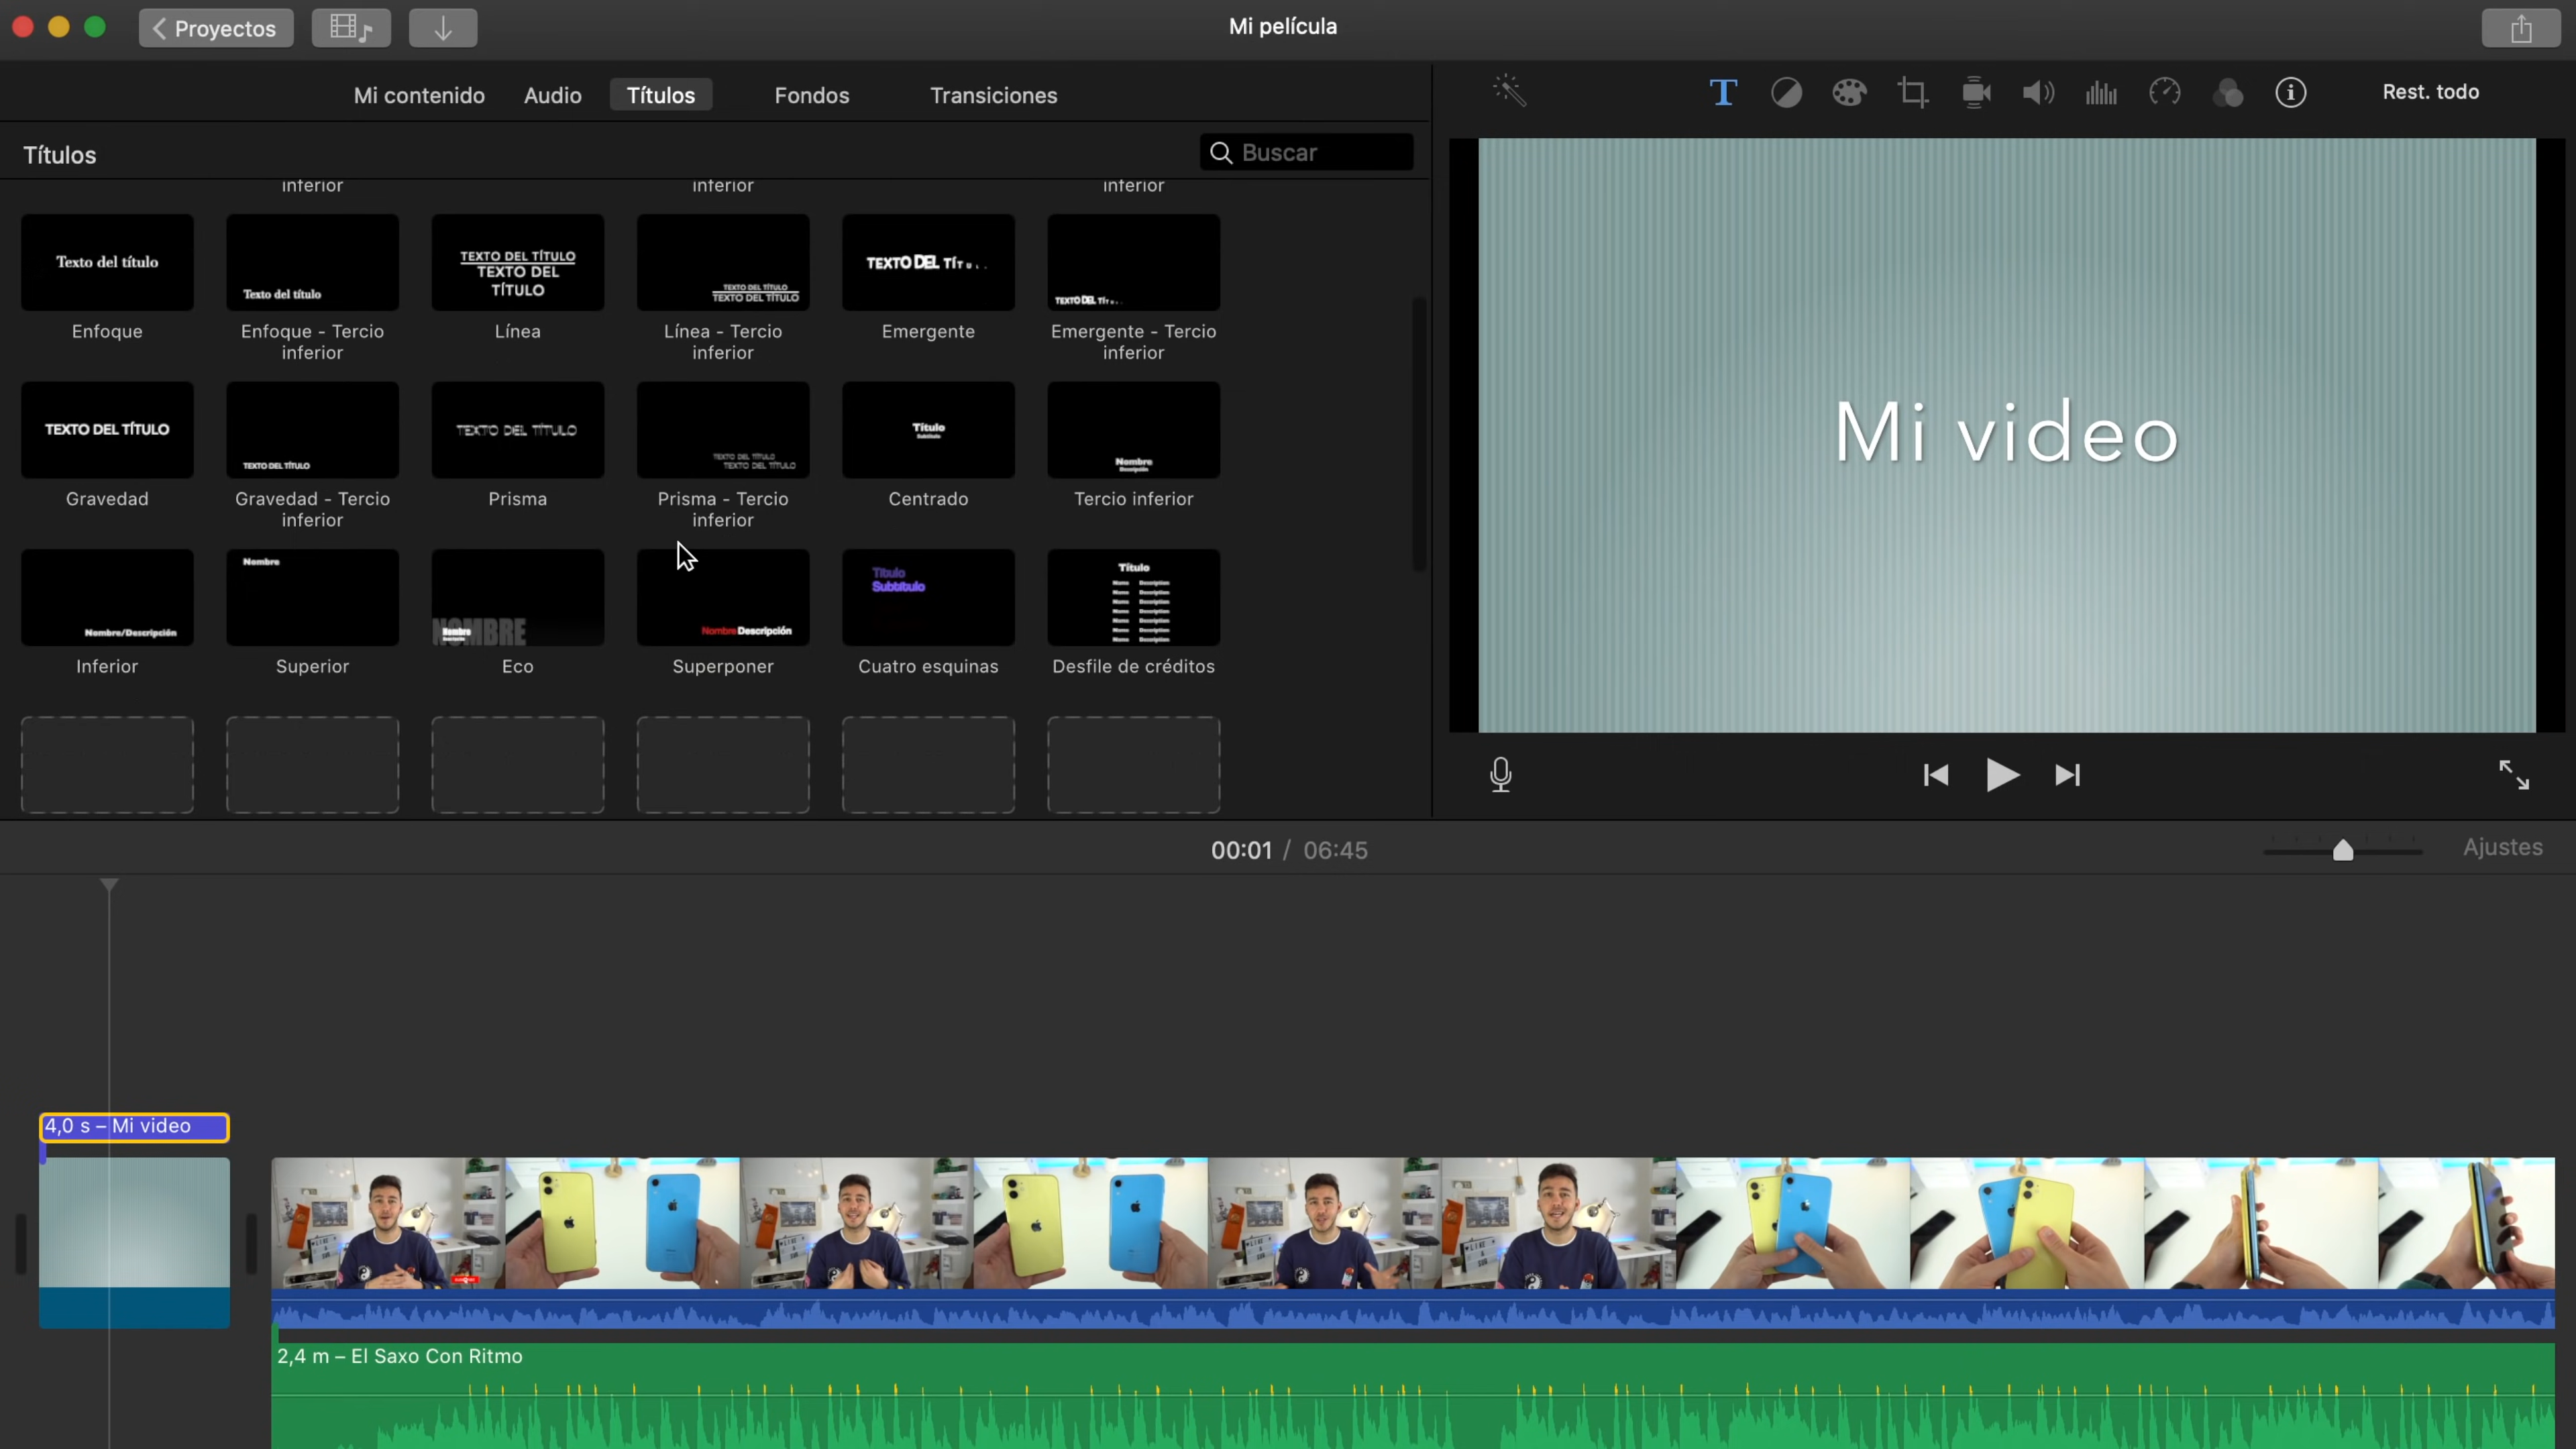 Proyectos
Mi película
Mi contenido
Audio
Títulos
Fondos
Transiciones
Rest. todo
Títulos
Buscar
inferior
inferior
inferior
Texto del título
Texto del título
TEXTO DEL TÍTULO
TEXTO DEL
TÍTULO
TEXTO DEL TÍTULO
TEXTO DEL TÍTULO
TEXTO DEL Título
TEXTO DEL Tít
Enfoque
Enfoque - Tercio
inferior
Línea
Línea - Tercio
inferior
Emergente
Emergente - Tercio
inferior
TEXTO DEL TÍTULO
TEXTO DEL TÍTULO
TEXTO DEL TÍTULO
TEXTO DEL TÍTULO
TEXTO DEL TÍTULO
Título
Subtítulo
Nombre
Descripción
Gravedad
Gravedad - Tercio
inferior
Prisma
Prisma - Tercio
inferior
Centrado
Tercio inferior
Nombre/Descripción
Nombre
NOMBRE
Nombre
Nombre Descripción
Título
Subtítulo
Título
Inferior
Superior
Eco
Superponer
Cuatro esquinas
Desfile de créditos
Mi video
00:01 / 06:45
Ajustes
4,0 s – Mi video
2,4 m – El Saxo Con Ritmo